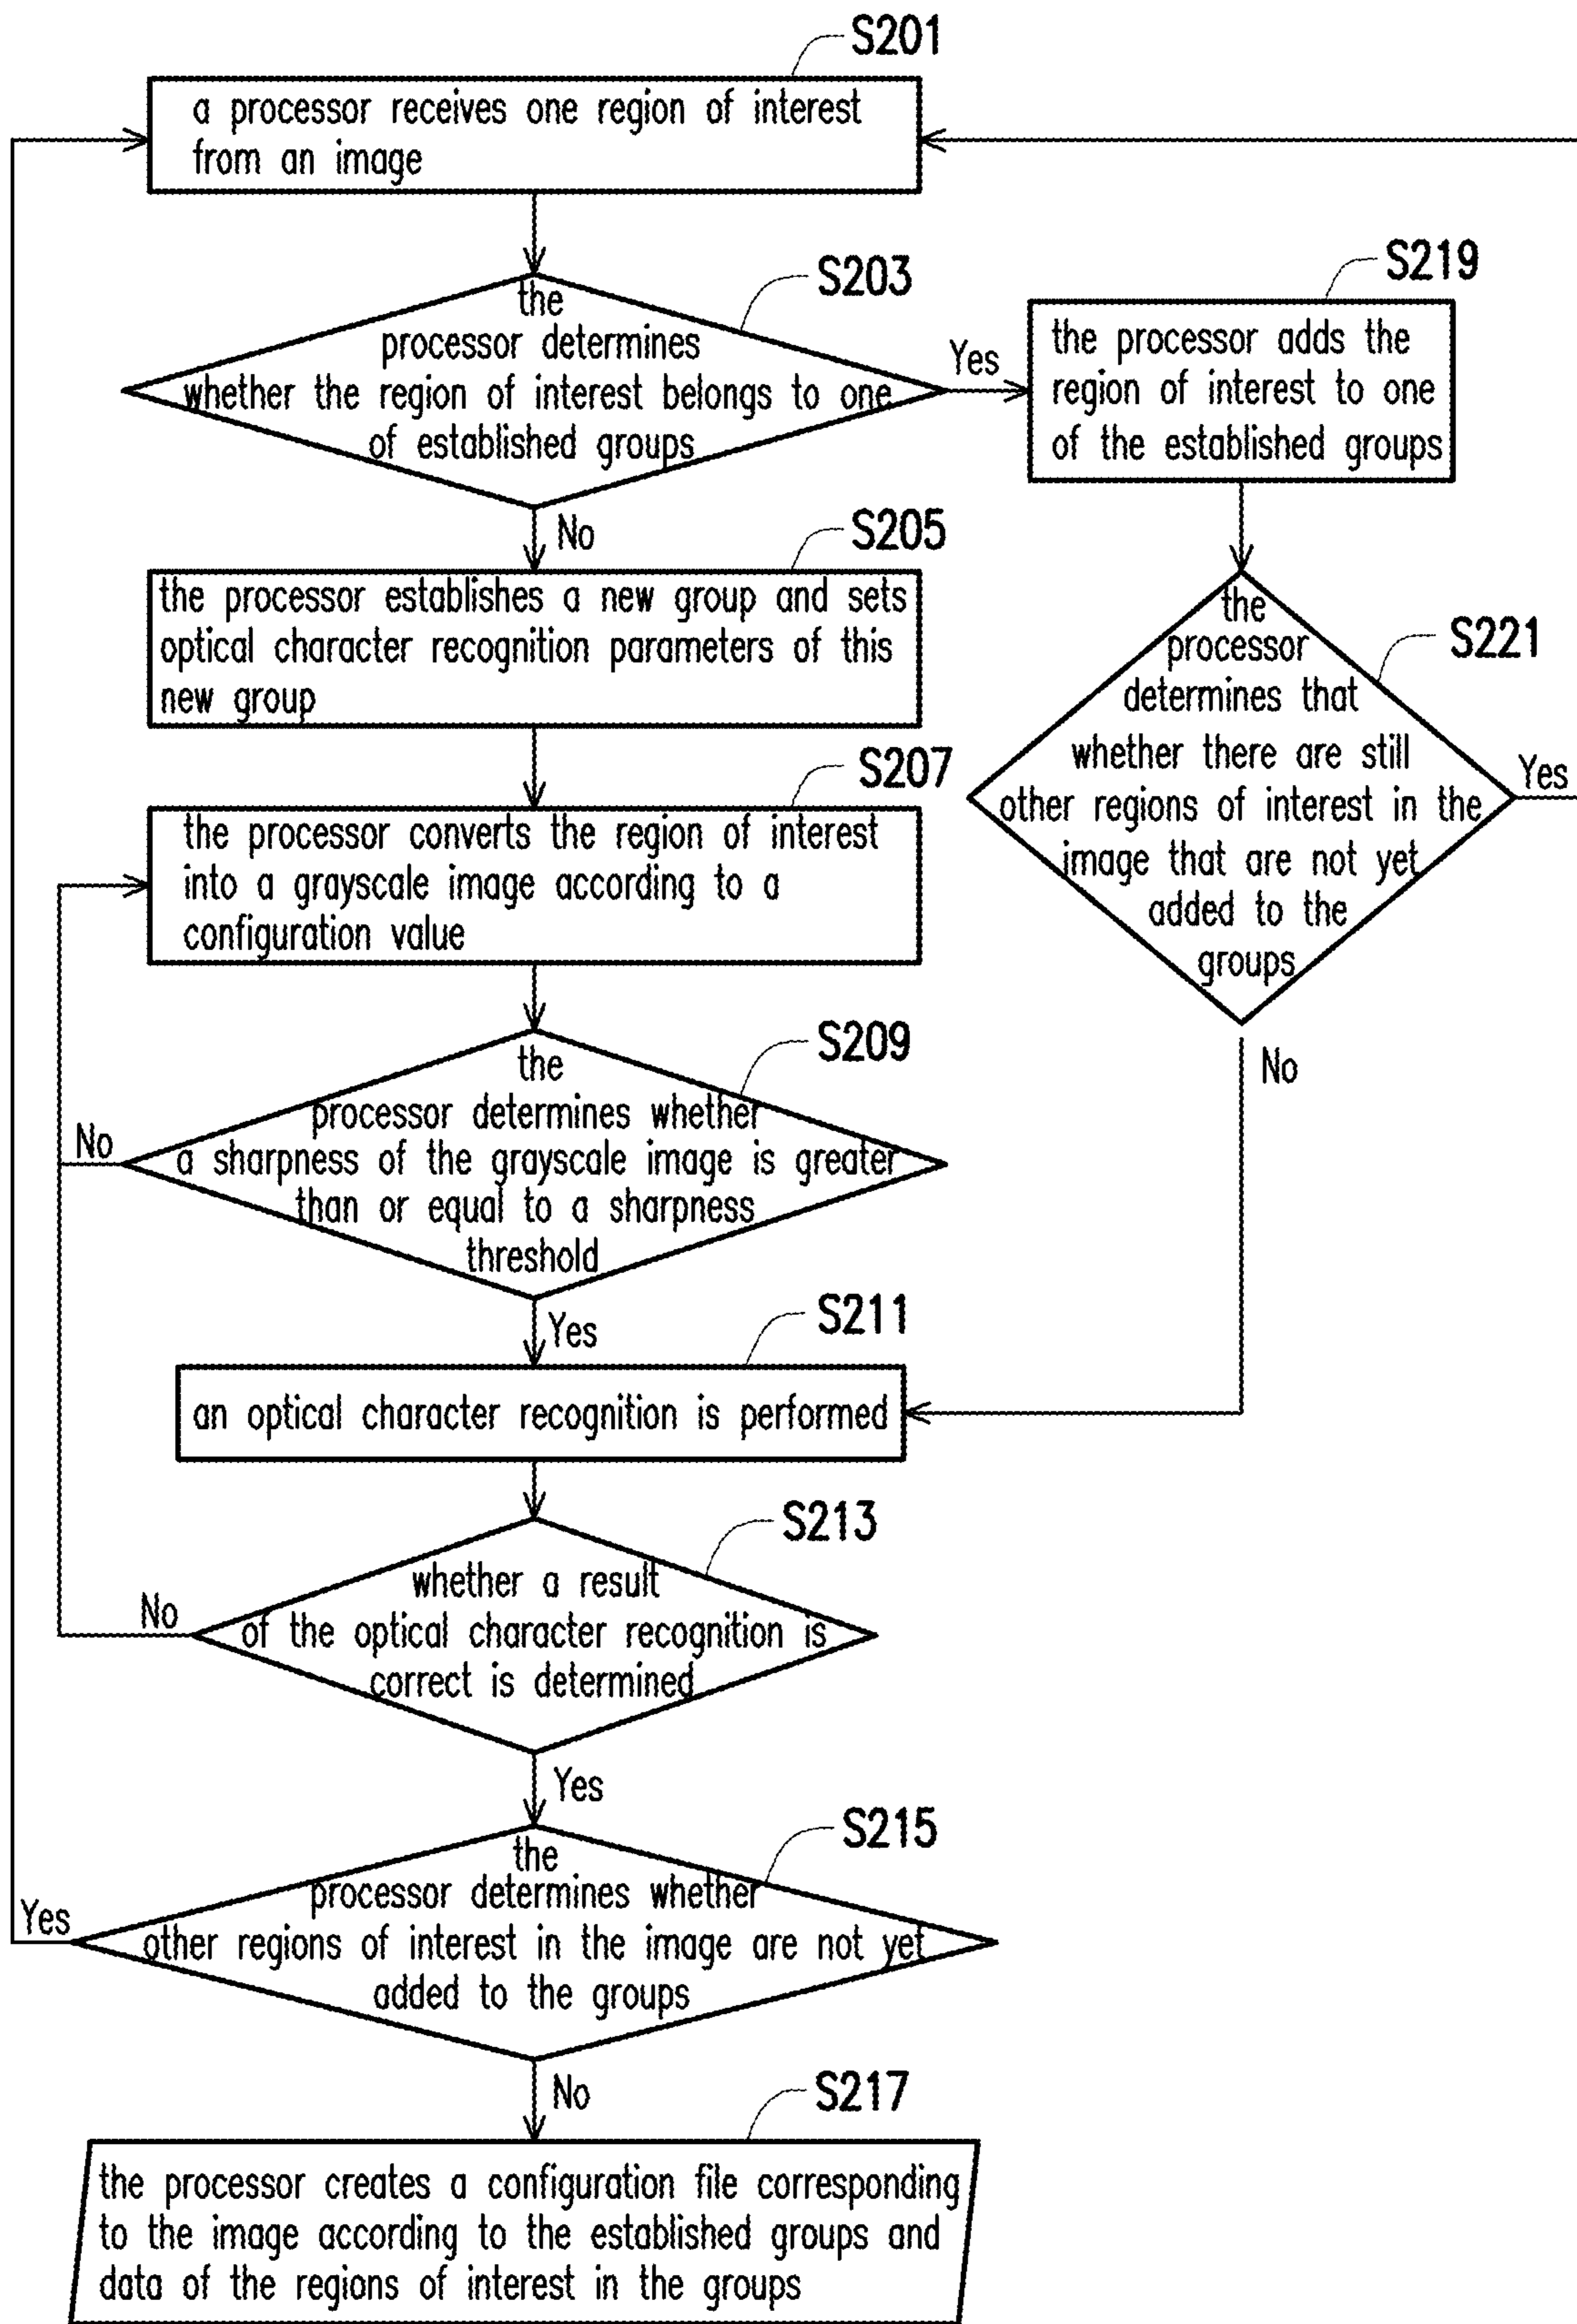 S201
a processor receives one region of interest
from an image
S203
the
processor determines
whether the region of interest belongs to one
of established groups
Yes
No
S219
the processor adds the
region of interest to one
of the established groups
S205
the processor establishes a new group and sets
optical character recognition parameters of this
new group
S221
the
processor
determines that
whether there are still
other regions of interest in the
image that are not yet
added to the
groups
Yes
No
S207
the processor converts the region of interest
into a grayscale image according to a
configuration value
S209
the
processor determines whether
a sharpness of the grayscale image is greater
than or equal to a sharpness
threshold
No
Yes
S211
an optical character recognition is performed
S213
whether a result
of the optical character recognition is
correct is determined
No
Yes
S215
the
processor determines whether
other regions of interest in the image are not yet
added to the groups
Yes
No
S217
the processor creates a configuration file corresponding
to the image according to the established groups and
data of the regions of interest in the groups